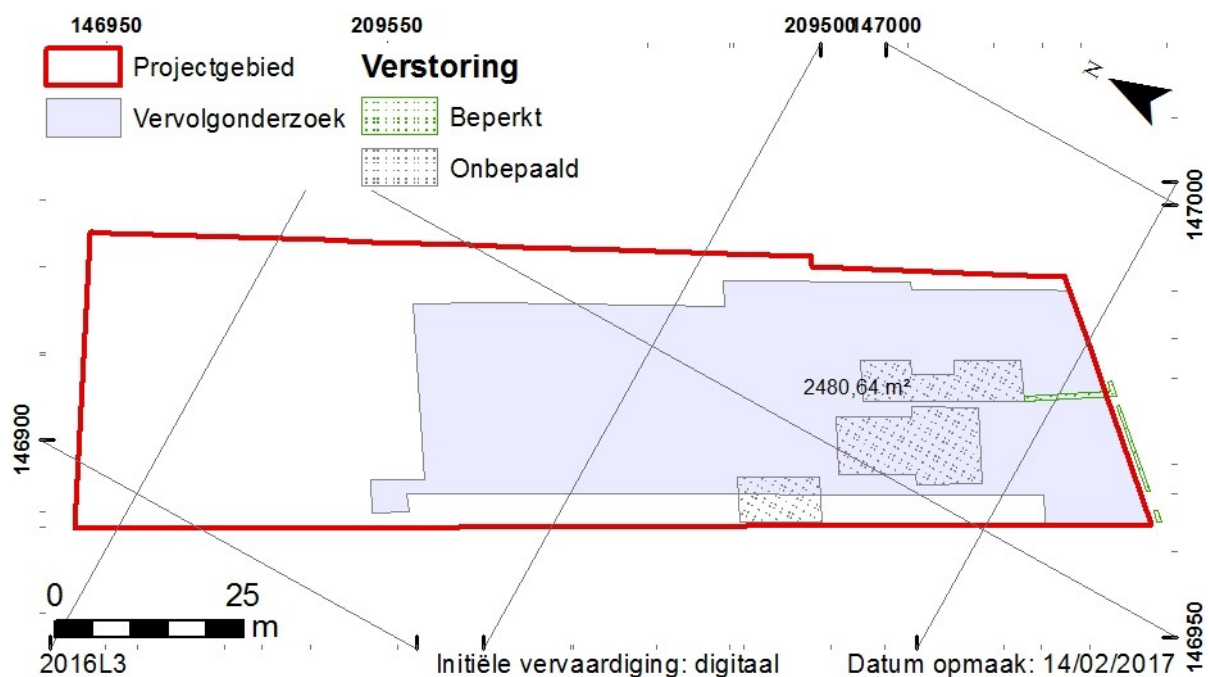 146950 209550 209500 147000
Projectgebied
Vervolgonderzoek
Verstoring
Beperkt
Onbepaald
N
147000
2480,64 m²
146900
0 25
m
146950
2016L3 Initiële vervaardiging: digitaal Datum opmaak: 14/02/2017